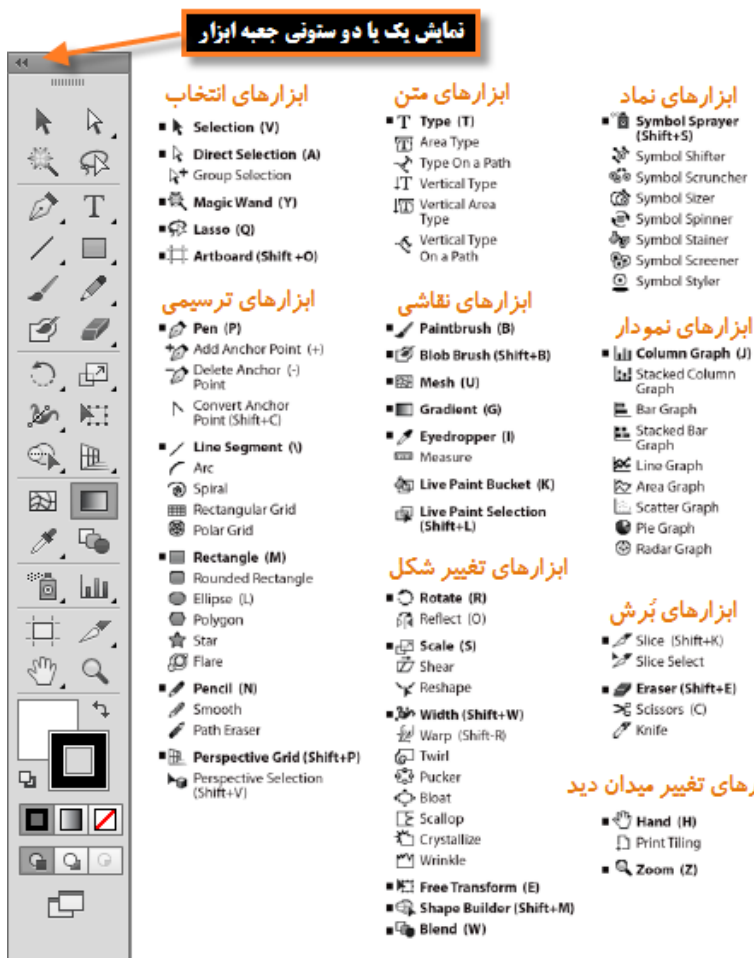 نمایش یک یا دو ستونی جعبه ابزار
ابزارهای انتخاب
Selection (V)
Direct Selection (A)
Group Selection
Magic Wand (Y)
Lasso (Q)
Artboard (Shift +O)
ابزارهای ترسیمی
Pen (P)
Add Anchor Point (+)
Delete Anchor (-)
Point
Convert Anchor
Point (Shift+C)
Line Segment (\)
Arc
Spiral
Rectangular Grid
Polar Grid
Rectangle (M)
Rounded Rectangle
Ellipse (L)
Polygon
Star
Flare
Pencil (N)
Smooth
Path Eraser
Perspective Grid (Shift+P)
Perspective Selection
(Shift+V)
ابزارهای متن
Type (T)
Area Type
Type On a Path
Vertical Type
Vertical Area
Type
Vertical Type
On a Path
ابزارهای نقاشی
Paintbrush (B)
Blob Brush (Shift+B)
Mesh (U)
Gradient (G)
Eyedropper (I)
Measure
Live Paint Bucket (K)
Live Paint Selection
(Shift+L)
ابزارهای تغییر شکل
Rotate (R)
Reflect (O)
Scale (S)
Shear
Reshape
Width (Shift+W)
Warp (Shift-R)
Twirl
Pucker
Bloat
Scallop
Crystallize
Wrinkle
Free Transform (E)
Shape Builder (Shift+M)
Blend (W)
ابزارهای نماد
Symbol Sprayer
(Shift+S)
Symbol Shifter
Symbol Scruncher
Symbol Sizer
Symbol Spinner
Symbol Stainer
Symbol Screener
Symbol Styler
ابزارهای نمودار
Column Graph (J)
Stacked Column
Graph
Bar Graph
Stacked Bar
Graph
Line Graph
Area Graph
Scatter Graph
Pie Graph
Radar Graph
ابزارهای بُرش
Slice (Shift+K)
Slice Select
Eraser (Shift+E)
Scissors (C)
Knife
رهای تغییر میدان دید
Hand (H)
Print Tiling
Zoom (Z)